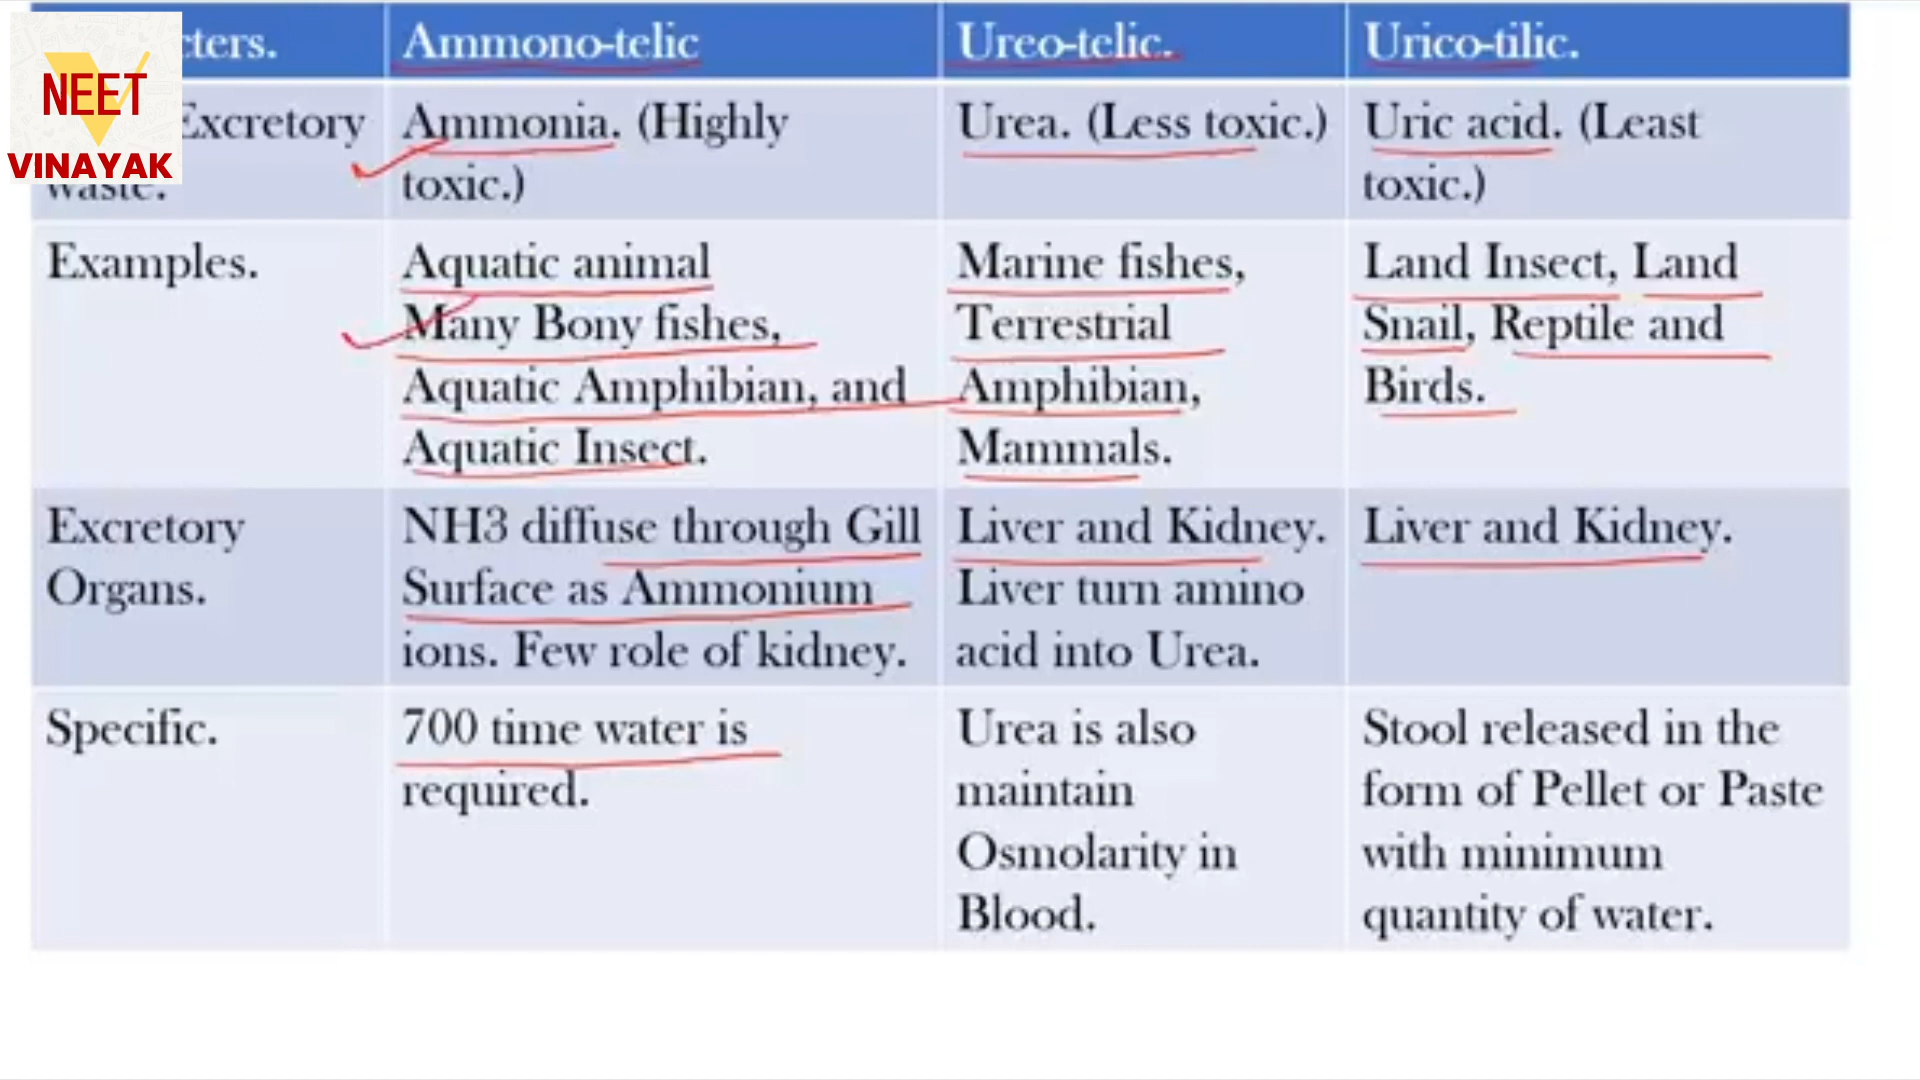 NEET
VINAYAK
cters. Ammono-telic Ureo-telic. Urico-tilic.
Excretory Ammonia. (Highly Urea. (Less toxic.) Uric acid. (Least
waste. toxic.) toxic.)
Examples. Aquatic animal Marine fishes, Land Insect, Land
Many Bony fishes, Terrestrial Snail, Reptile and
Aquatic Amphibian, and Amphibian, Birds.
Aquatic Insect. Mammals.
Excretory NH3 diffuse through Gill Liver and Kidney. Liver and Kidney.
Organs. Surface as Ammonium Liver turn amino
ions. Few role of kidney. acid into Urea.
Specific. 700 time water is Urea is also Stool released in the
required. maintain form of Pellet or Paste
Osmolarity in with minimum
Blood. quantity of water.